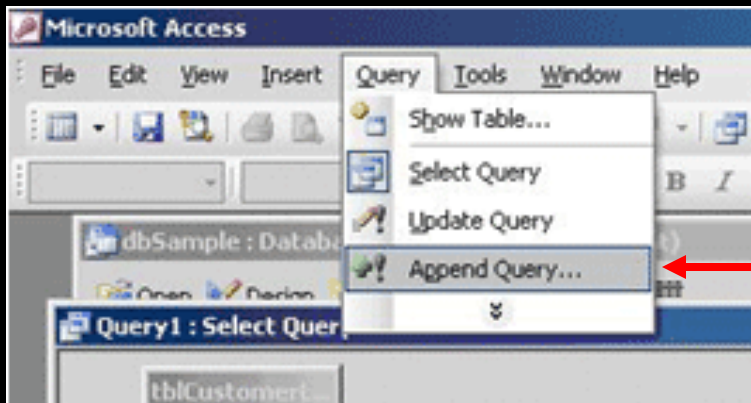 Microsoft Access
File Edit View Insert Query Tools Window Help
Show Table...
Select Query
B I
Update Query
dbSample : Databa
Append Query...
Open Design
Query1 : Select Quer
tblCustomer